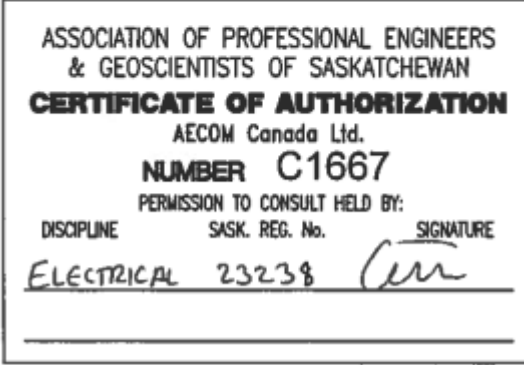 ASSOCIATION OF PROFESSIONAL ENGINEERS
& GEOSCIENTISTS OF SASKATCHEWAN
CERTIFICATE OF AUTHORIZATION
AECOM Canada Ltd.
NUMBER C1667
PERMISSION TO CONSULT HELD BY:
DISCIPLINE SASK. REG. No. SIGNATURE
ELECTRICAL 23238